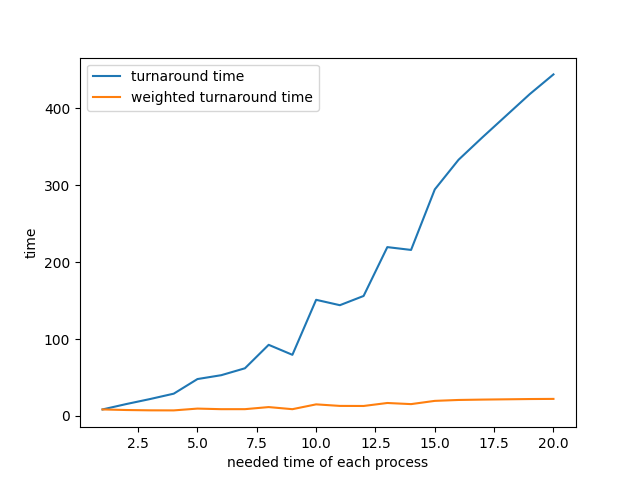 turnaround time
weighted turnaround time
400
300
200
100
0
time
2.5 5.0 7.5 10.0 12.5 15.0 17.5 20.0
needed time of each process